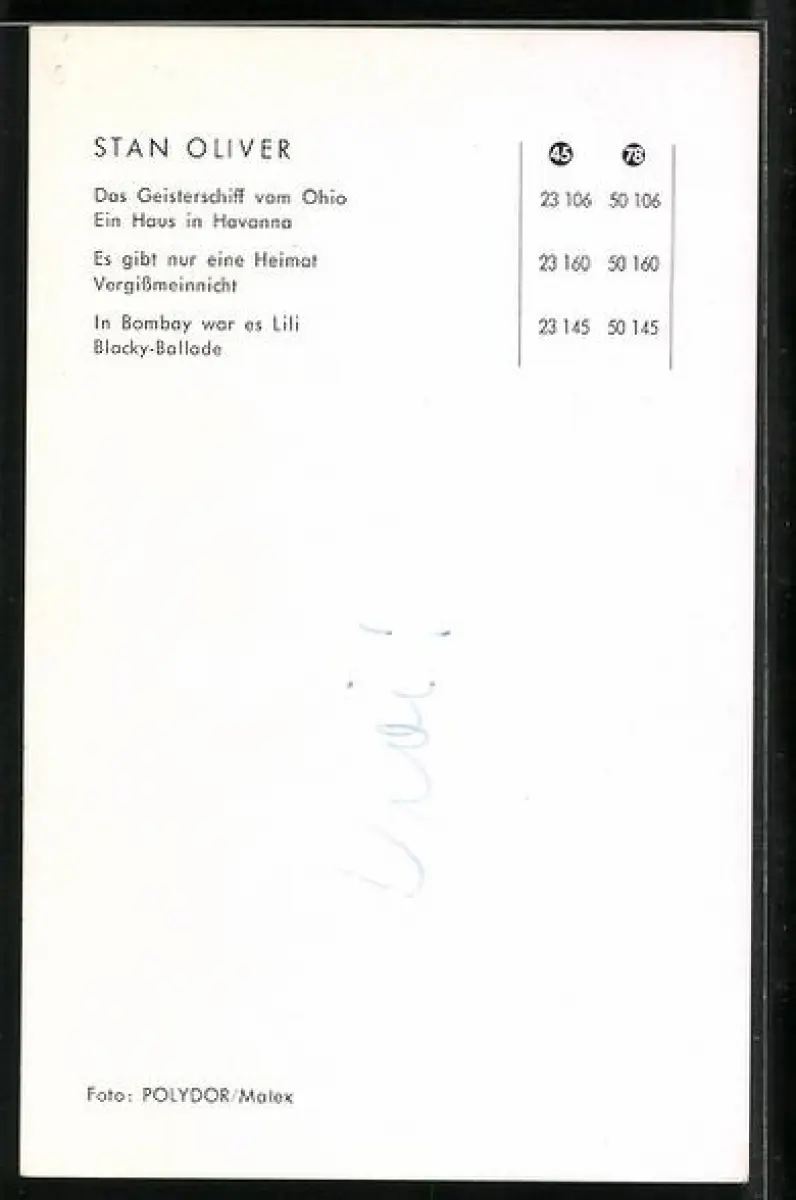 STAN OLIVER
45 78
Das Geisterschiff vom Ohio 23 106 50 106
Ein Haus in Havanna
Es gibt nur eine Heimat 23 160 50 160
Vergißmeinnicht
In Bombay war es Lili 23 145 50 145
Blacky-Ballade
Foto: POLYDOR/Malex